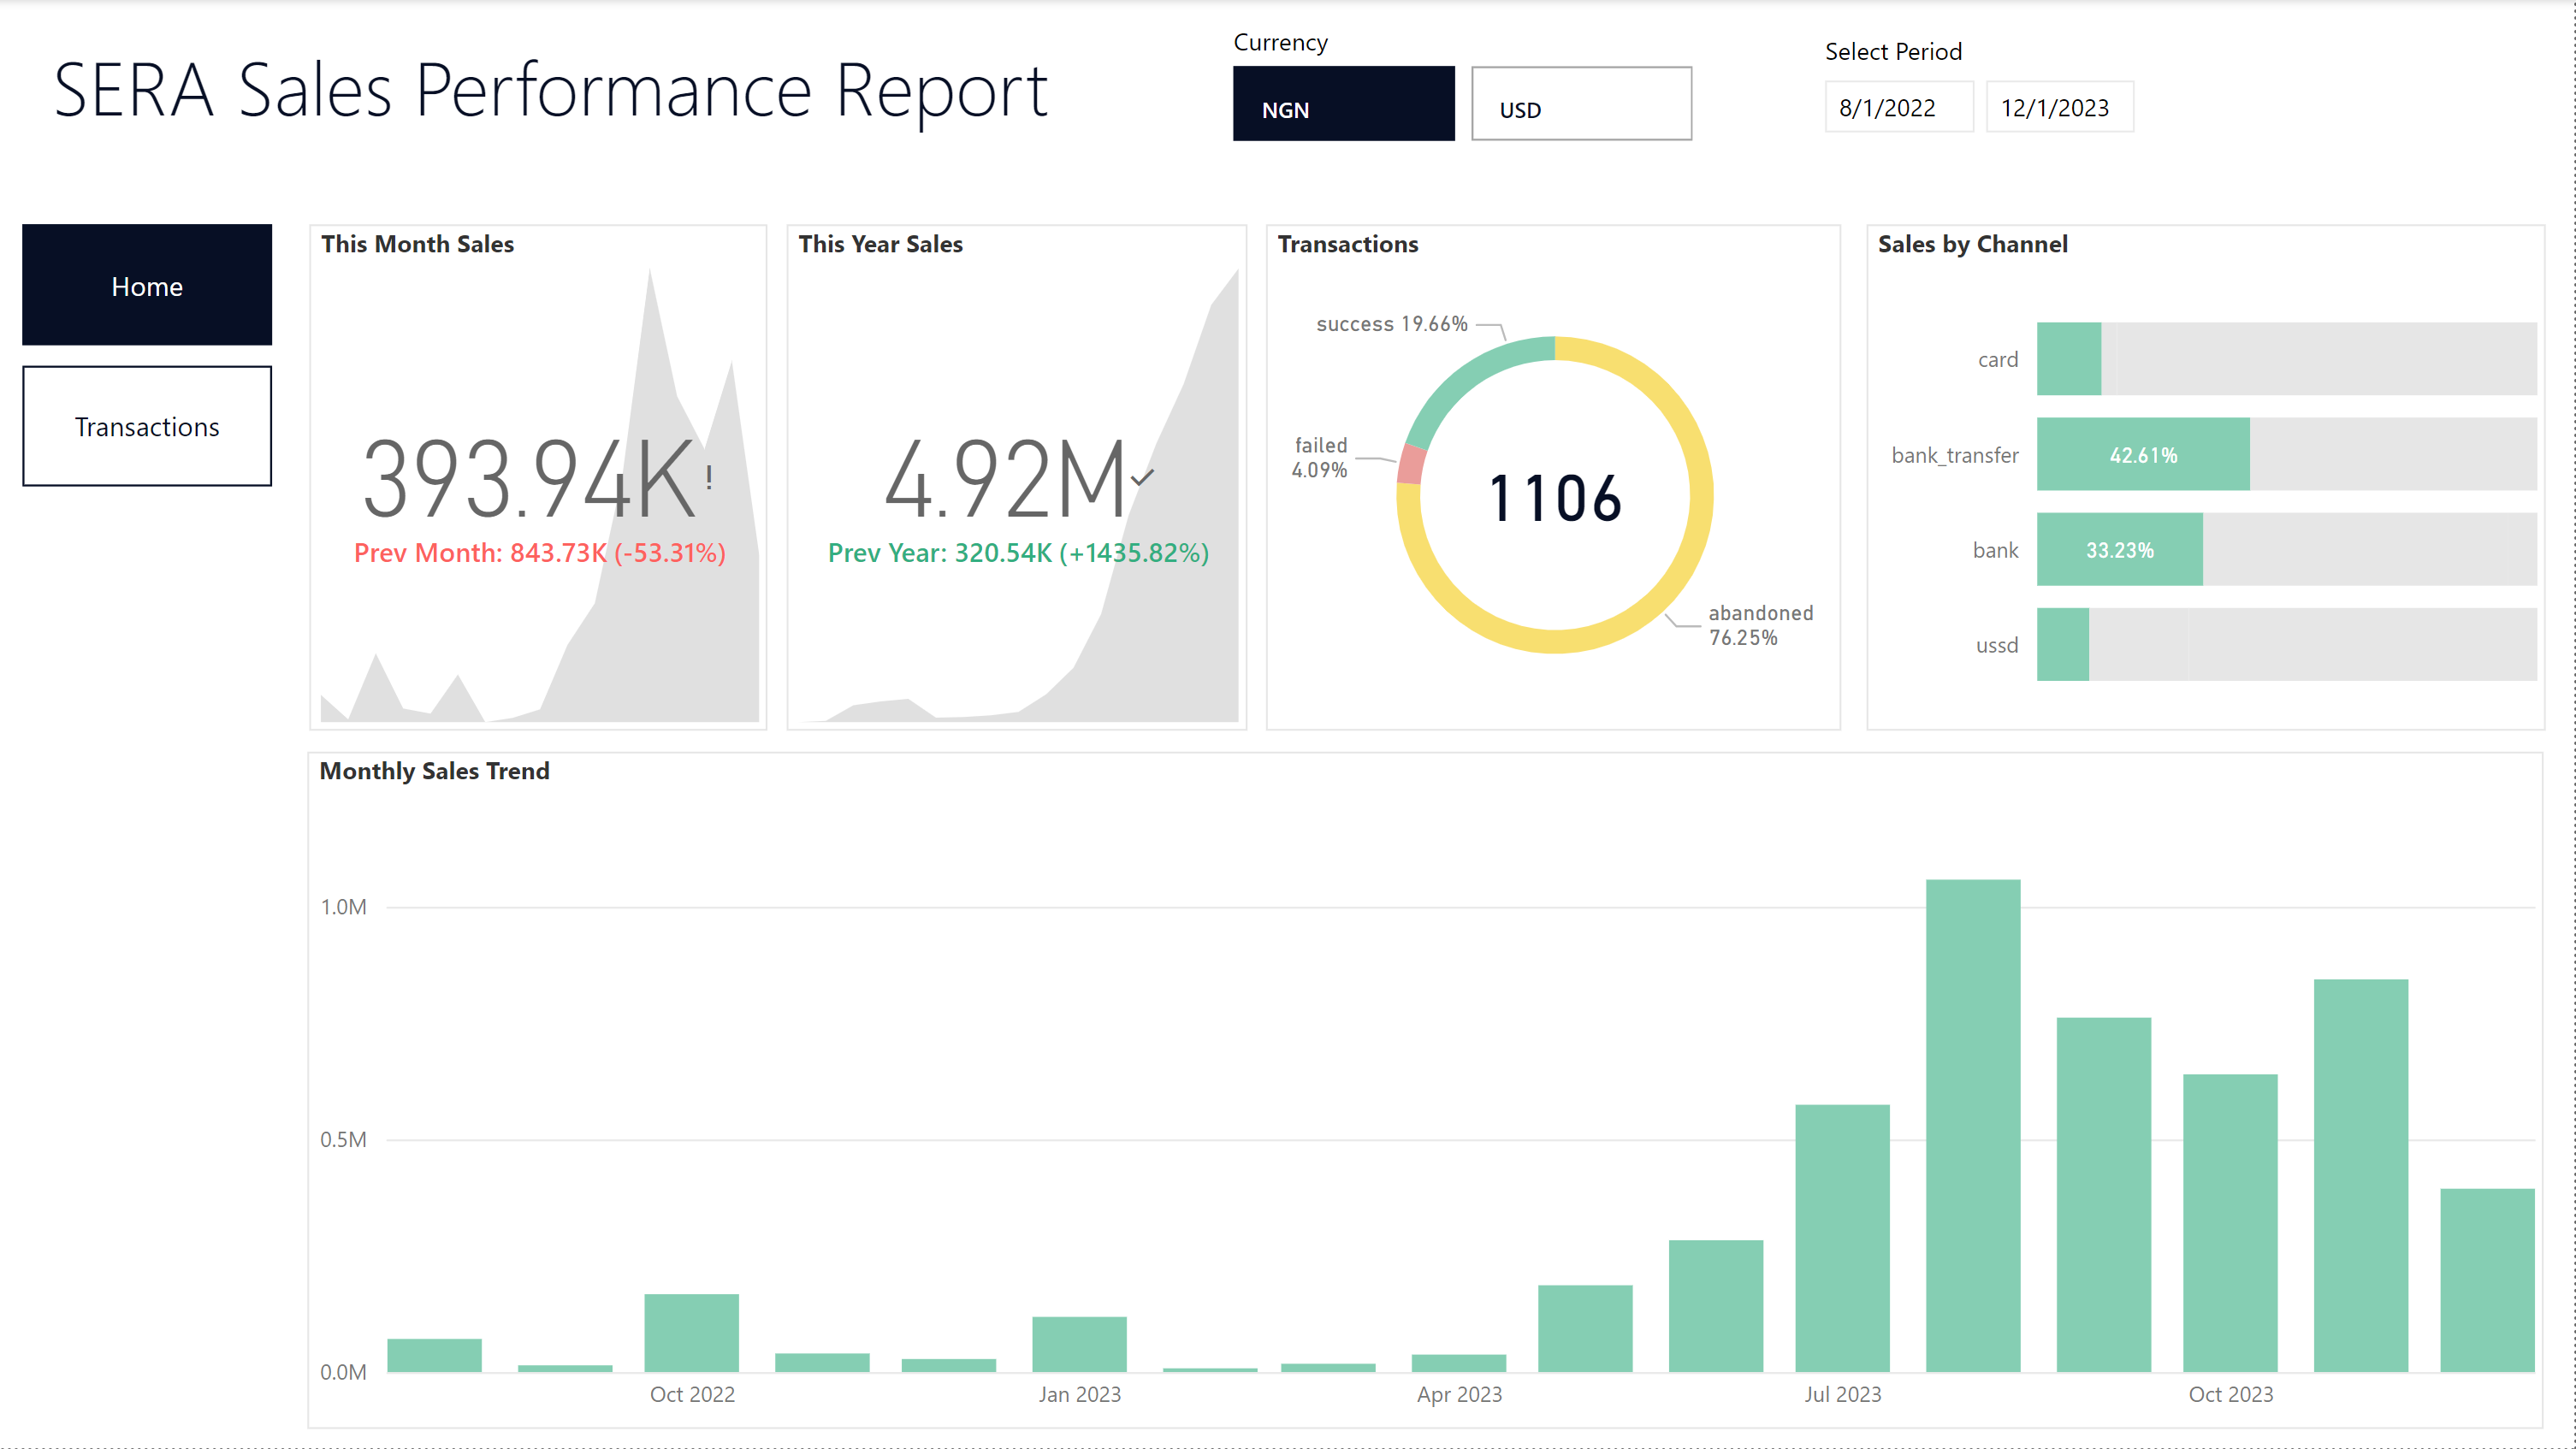 SERA Sales Performance Report
Currency
NGN
USD
Select Period
8/1/2022
12/1/2023
Home
Transactions
This Month Sales
393.94K!
Prev Month: 843.73K (-53.31%)
This Year Sales
4.92M
Prev Year: 320.54K (+1435.82%)
Transactions
success 19.66%
failed
4.09%
1106
abandoned
76.25%
Sales by Channel
card
bank_transfer
42.61%
bank
33.23%
ussd
Monthly Sales Trend
1.0M
0.5M
0.0M
Oct 2022
Jan 2023
Apr 2023
Jul 2023
Oct 2023